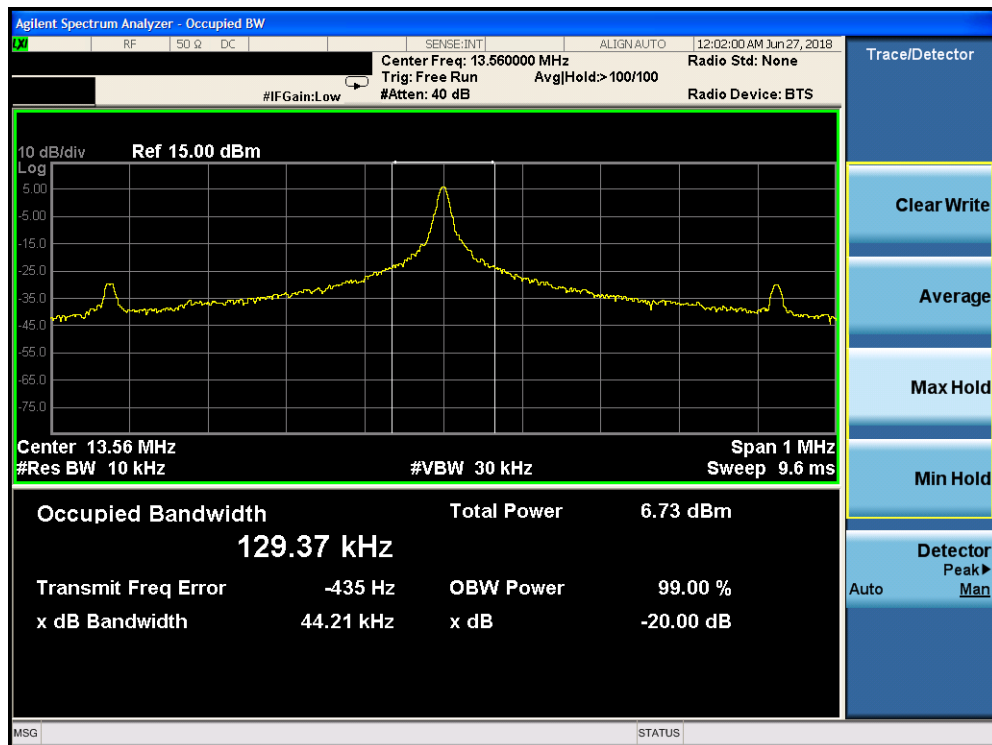 Agilent Spectrum Analyzer - Occupied BW
LXI RF 50 Ω DC SENSE:INT ALIGN AUTO 12:02:00 AM Jun 27, 2018
Center Freq: 13.560000 MHz Radio Std: None
Trig: Free Run Avg|Hold:>100/100
#IFGain:Low #Atten: 40 dB Radio Device: BTS
10 dB/div Ref 15.00 dBm
Log
5.00
-5.00
-15.0
-25.0
-35.0
-45.0
-55.0
-65.0
-75.0
Center 13.56 MHz Span 1 MHz
#Res BW 10 kHz #VBW 30 kHz Sweep 9.6 ms
Occupied Bandwidth Total Power 6.73 dBm
129.37 kHz
Transmit Freq Error -435 Hz OBW Power 99.00 %
x dB Bandwidth 44.21 kHz x dB -20.00 dB
MSG STATUS
Trace/Detector
Clear Write
Average
Max Hold
Min Hold
Detector
Peak▶
Auto Man